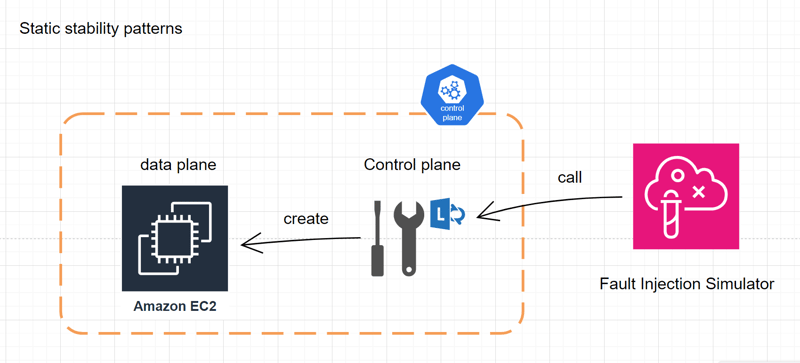 Static stability patterns
control
plane
data plane
Control plane
call
create
L
Amazon EC2
Fault Injection Simulator